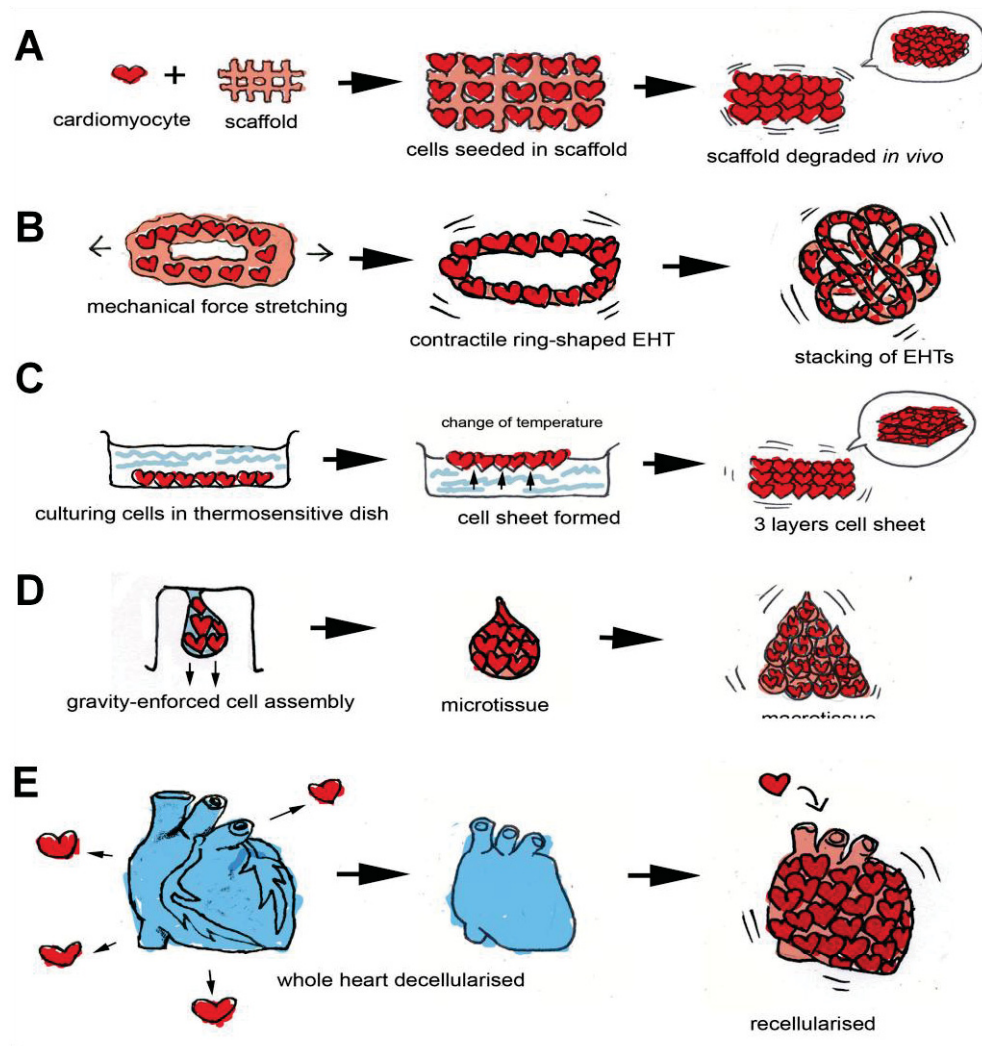 A
cardiomyocyte
+
scaffold
cells seeded in scaffold
scaffold degraded in vivo
B
mechanical force stretching
contractile ring-shaped EHT
stacking of EHTs
C
culturing cells in thermosensitive dish
change of temperature
cell sheet formed
3 layers cell sheet
D
gravity-enforced cell assembly
microtissue
macrotissue
E
whole heart decellularised
recellularised